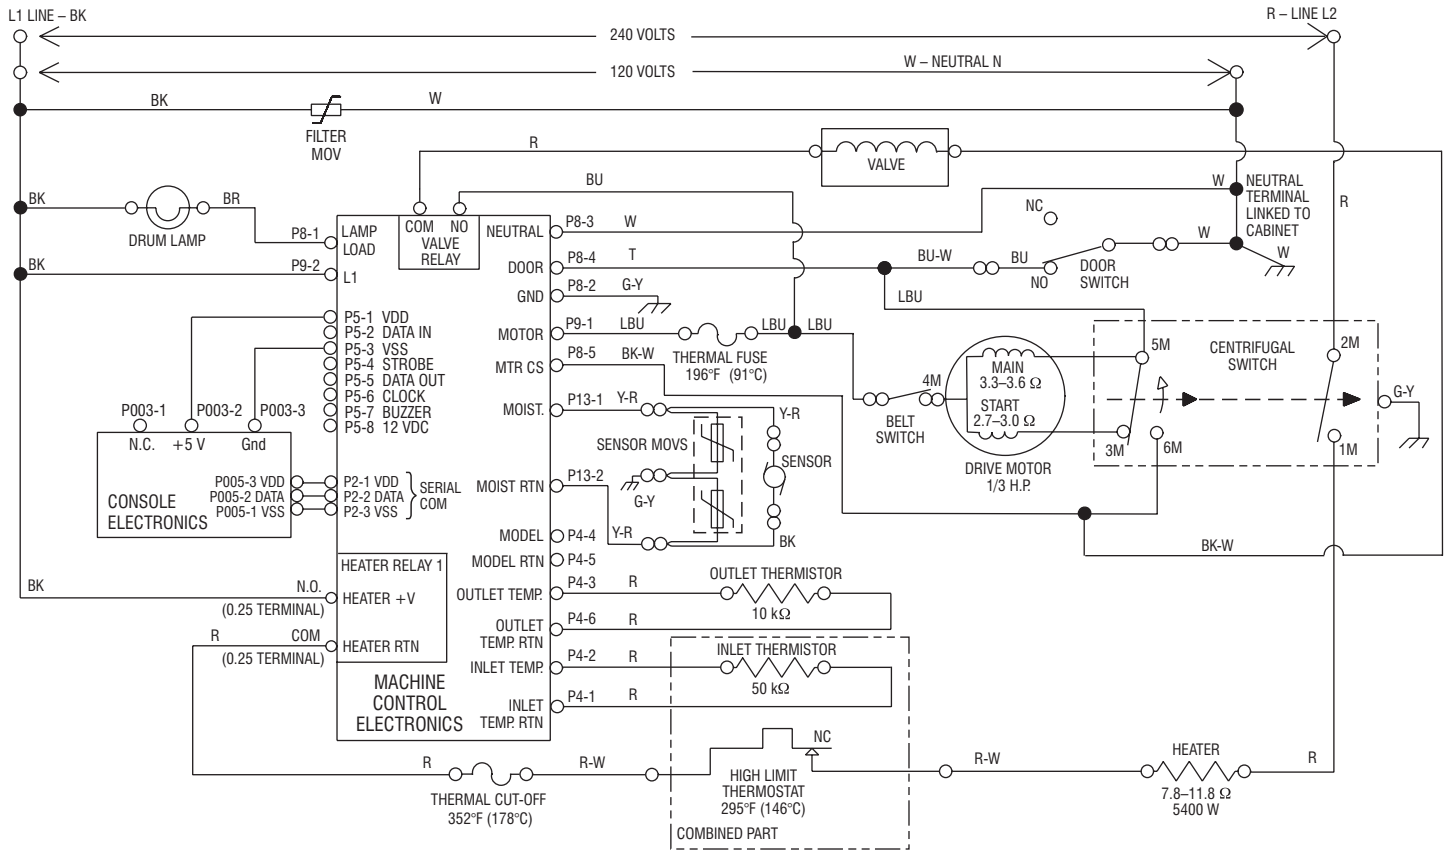 L1 LINE – BK
R – LINE L2
240 VOLTS
120 VOLTS
W – NEUTRAL N
BK
W
FILTER
MOV
R
VALVE
BU
BK
BR
DRUM LAMP
P8-1
LAMP
LOAD
COM NO
VALVE
RELAY
NEUTRAL
P8-3
W
W
NEUTRAL
TERMINAL
LINKED TO
CABINET
R
NC
BK
P9-2
L1
DOOR
P8-4
T
BU-W
BU
NO
DOOR
SWITCH
W
W
GND
P8-2
G-Y
LBU
P5-1 VDD
P5-2 DATA IN
P5-3 VSS
P5-4 STROBE
P5-5 DATA OUT
P5-6 CLOCK
P5-7 BUZZER
P5-8 12 VDC
MOTOR
P9-1
LBU
LBU
LBU
THERMAL FUSE
196°F (91°C)
MTR CS
P8-5
BK-W
5M
CENTRIFUGAL
SWITCH
2M
MAIN
3.3–3.6 Ω
START
2.7–3.0 Ω
4M
BELT
SWITCH
DRIVE MOTOR
1/3 H.P.
3M
6M
1M
G-Y
P003-1
P003-2
P003-3
N.C.
+5 V
Gnd
MOIST.
P13-1
Y-R
Y-R
SENSOR MOVS
SENSOR
CONSOLE
ELECTRONICS
P005-3 VDD
P005-2 DATA
P005-1 VSS
P2-1 VDD
P2-2 DATA
P2-3 VSS
SERIAL
COM
MOIST RTN
P13-2
G-Y
Y-R
BK
MODEL
P4-4
MODEL RTN
P4-5
BK-W
HEATER RELAY 1
BK
N.O.
(0.25 TERMINAL)
HEATER +V
R
COM
(0.25 TERMINAL)
HEATER RTN
OUTLET TEMP.
P4-3
R
OUTLET THERMISTOR
10 kΩ
OUTLET
TEMP. RTN
P4-6
R
INLET TEMP.
P4-2
R
INLET THERMISTOR
50 kΩ
INLET
TEMP. RTN
P4-1
R
MACHINE
CONTROL
ELECTRONICS
R
THERMAL CUT-OFF
352°F (178°C)
R-W
NC
HIGH LIMIT
THERMOSTAT
295°F (146°C)
COMBINED PART
R-W
HEATER
7.8–11.8 Ω
5400 W
R